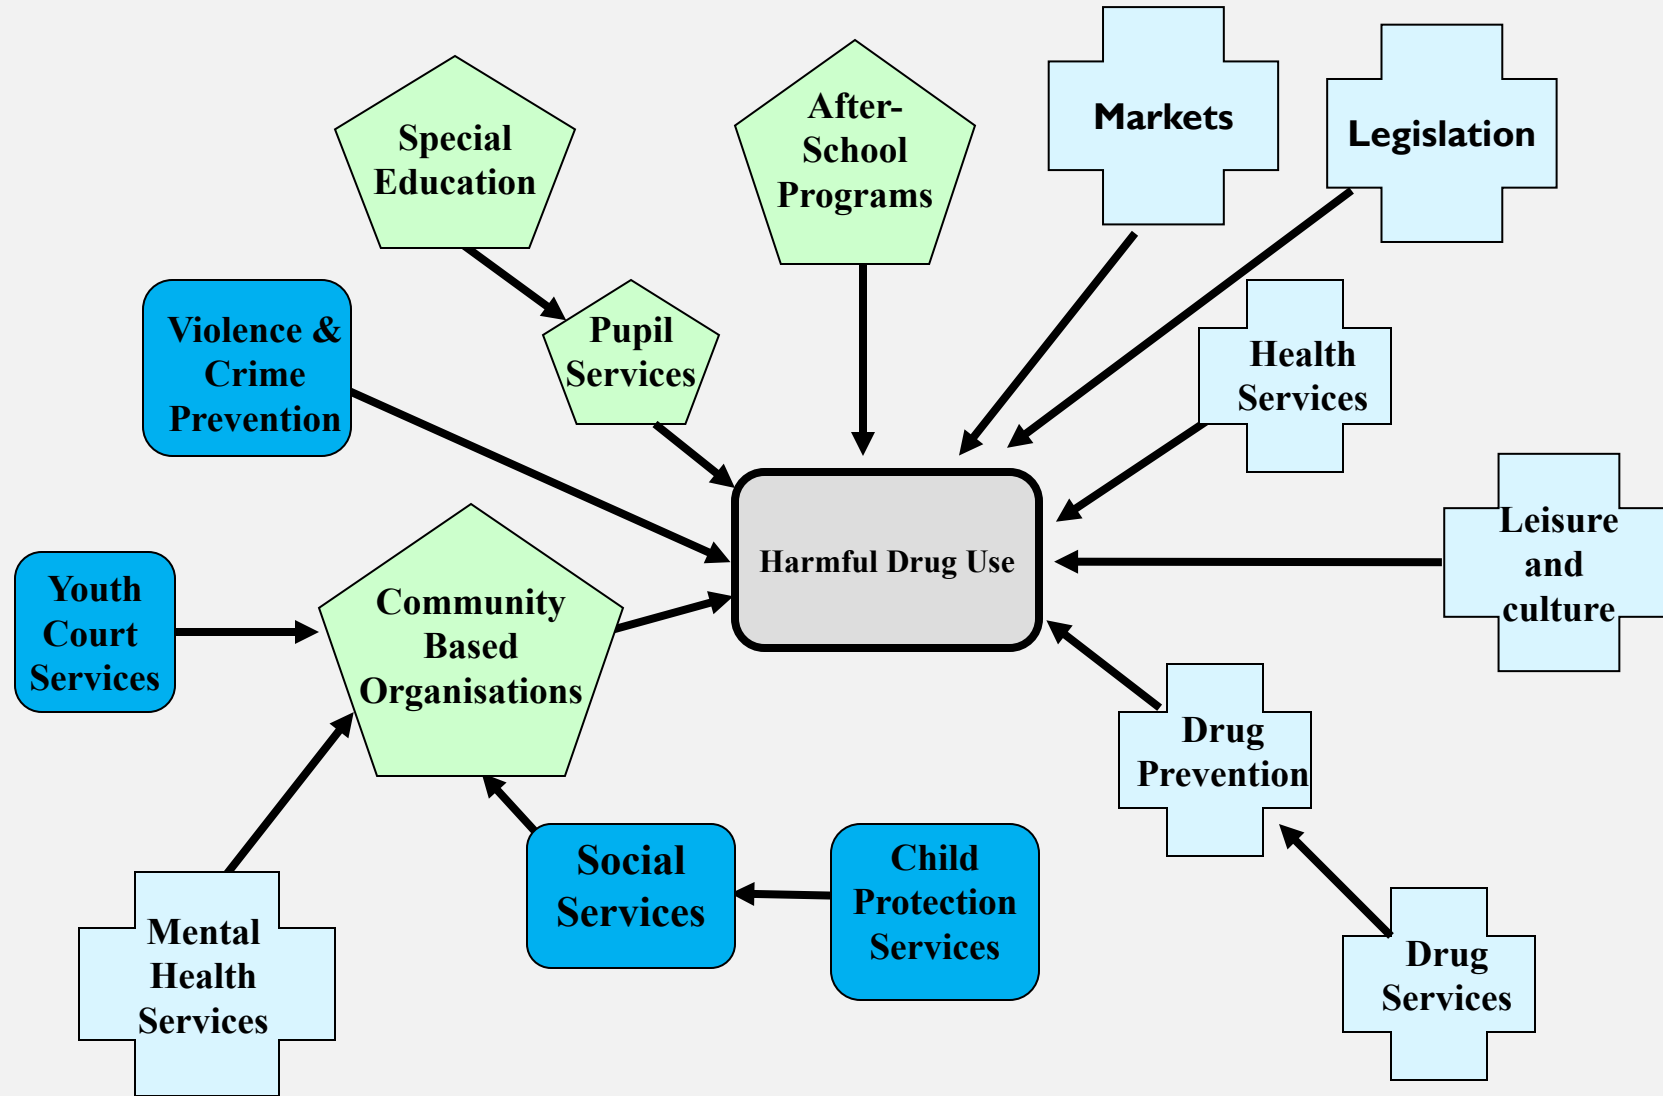 Special
Education
After-
School
Programs
Markets
Legislation
Violence &
Crime
Prevention
Pupil
Services
Health
Services
Harmful Drug Use
Leisure
and
culture
Youth
Court
Services
Community
Based
Organisations
Drug
Prevention
Social
Services
Child
Protection
Services
Mental
Health
Services
Drug
Services